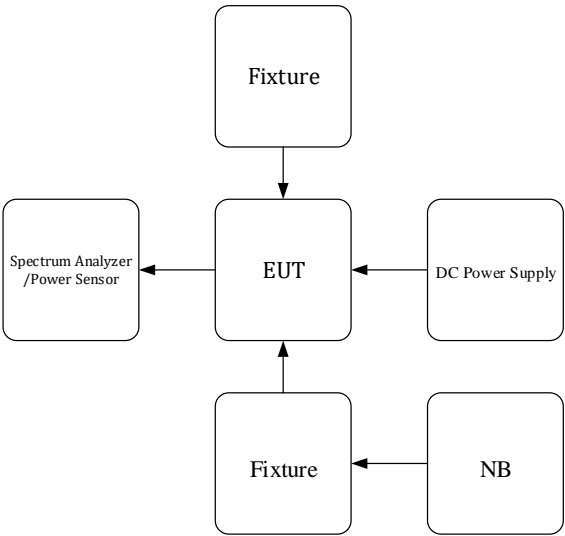 Fixture
Spectrum Analyzer
/Power Sensor
EUT
DC Power Supply
Fixture
NB